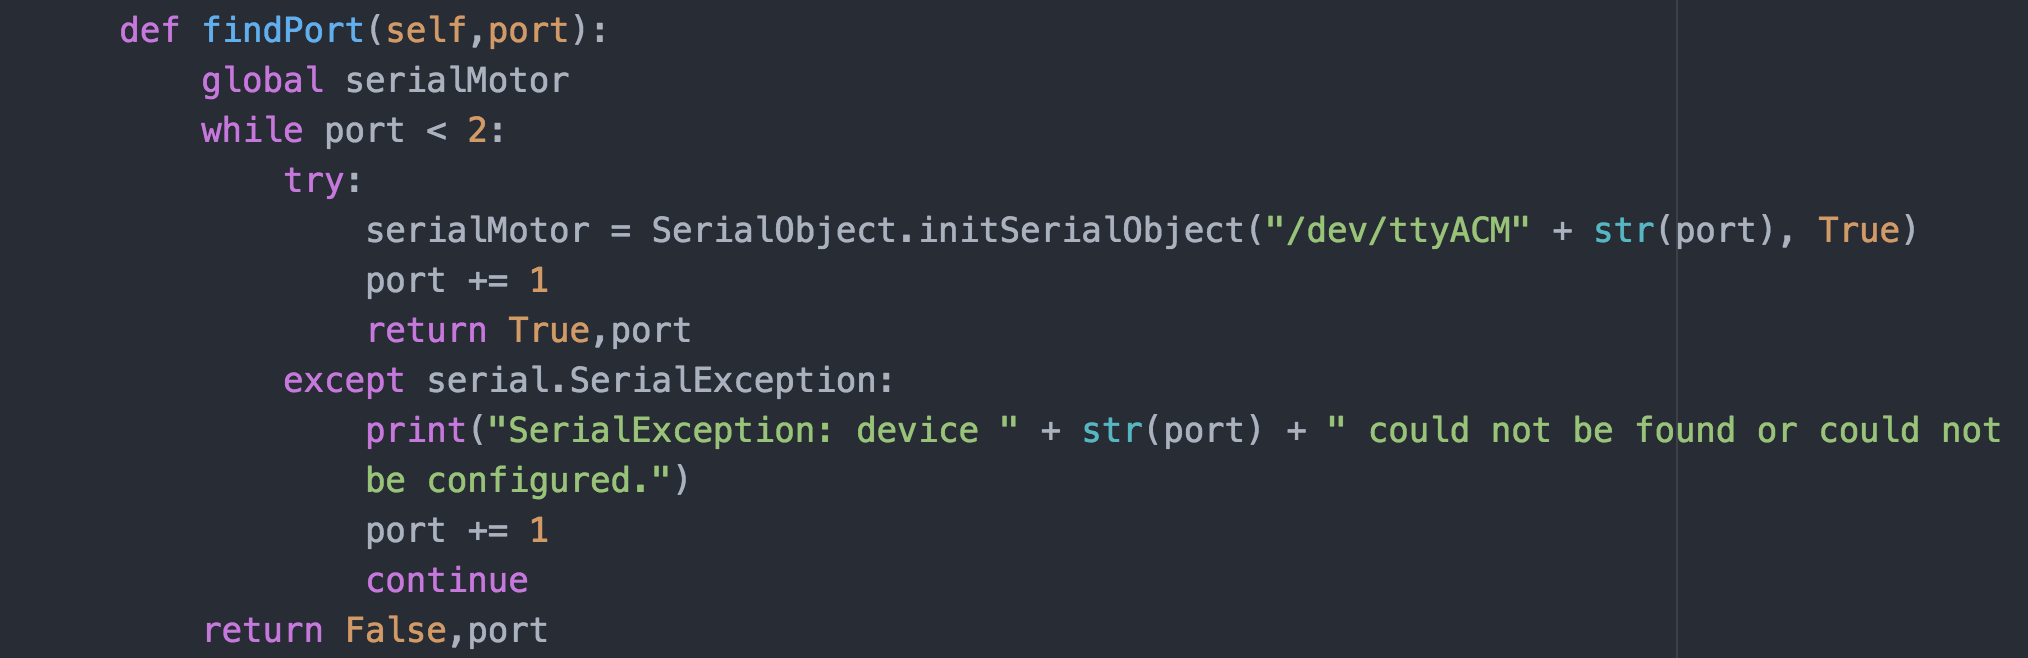 def findPort(self,port):
global serialMotor
while port < 2:
try:
serialMotor = SerialObject.initSerialObject("/dev/ttyACM" + str(port), True)
port += 1
return True,port
except serial.SerialException:
print("SerialException: device " + str(port) + " could not be found or could not
be configured.")
port += 1
continue
return False,port